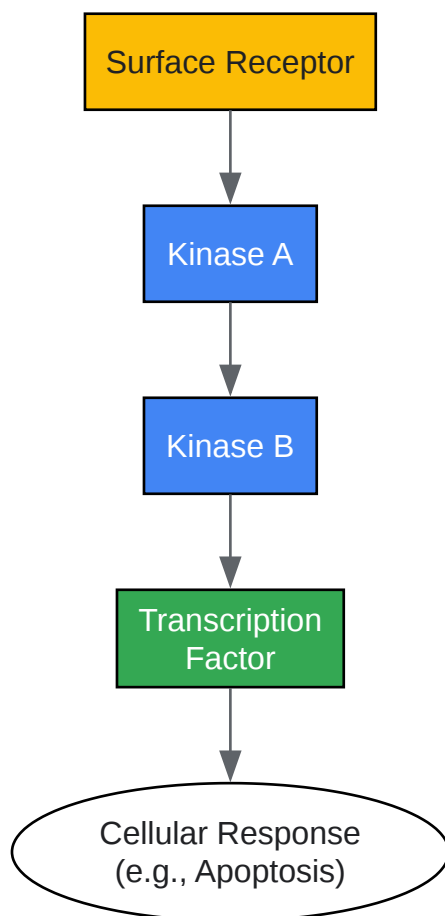 Surface Receptor
Kinase A
Kinase B
Transcription
Factor
Cellular Response
(e.g., Apoptosis)